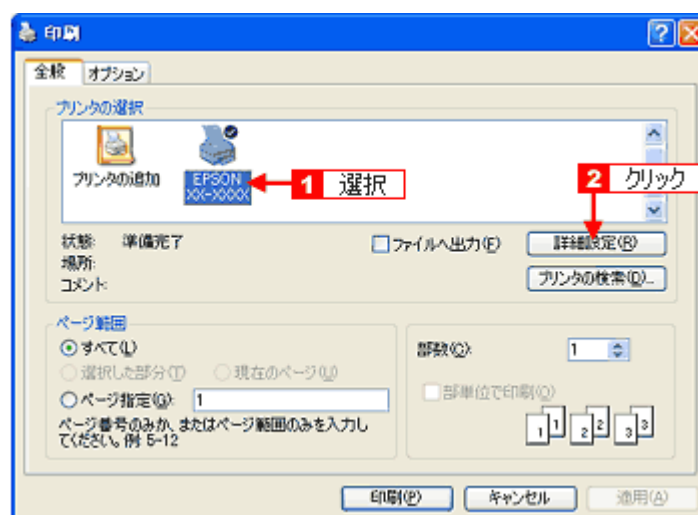 印刷
全般 オプション
プリンタの選択
プリンタの追加
EPSON
XX-XXXX
1 選択
2 クリック
状態: 準備完了
場所:
コメント:
ファイルへ出力(F)
詳細設定(R)
プリンタの検索(D)...
ページ範囲
すべて(L)
選択した部分(T) 現在のページ(U)
ページ指定(G): 1
ページ番号のみか、またはページ範囲のみを入力し
てください。例 5-12
部数(C): 1
部単位で印刷(O)
1 1 2 2 3 3
印刷(P) キャンセル 適用(A)